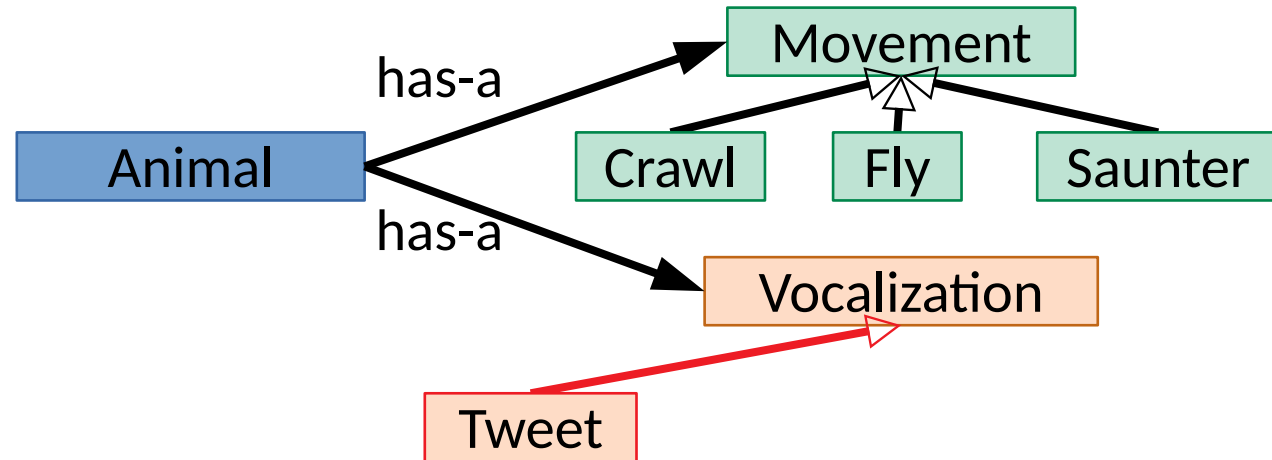 Movement
has-a
Animal
Crawl
Fly
Saunter
has-a
Vocalization
Tweet